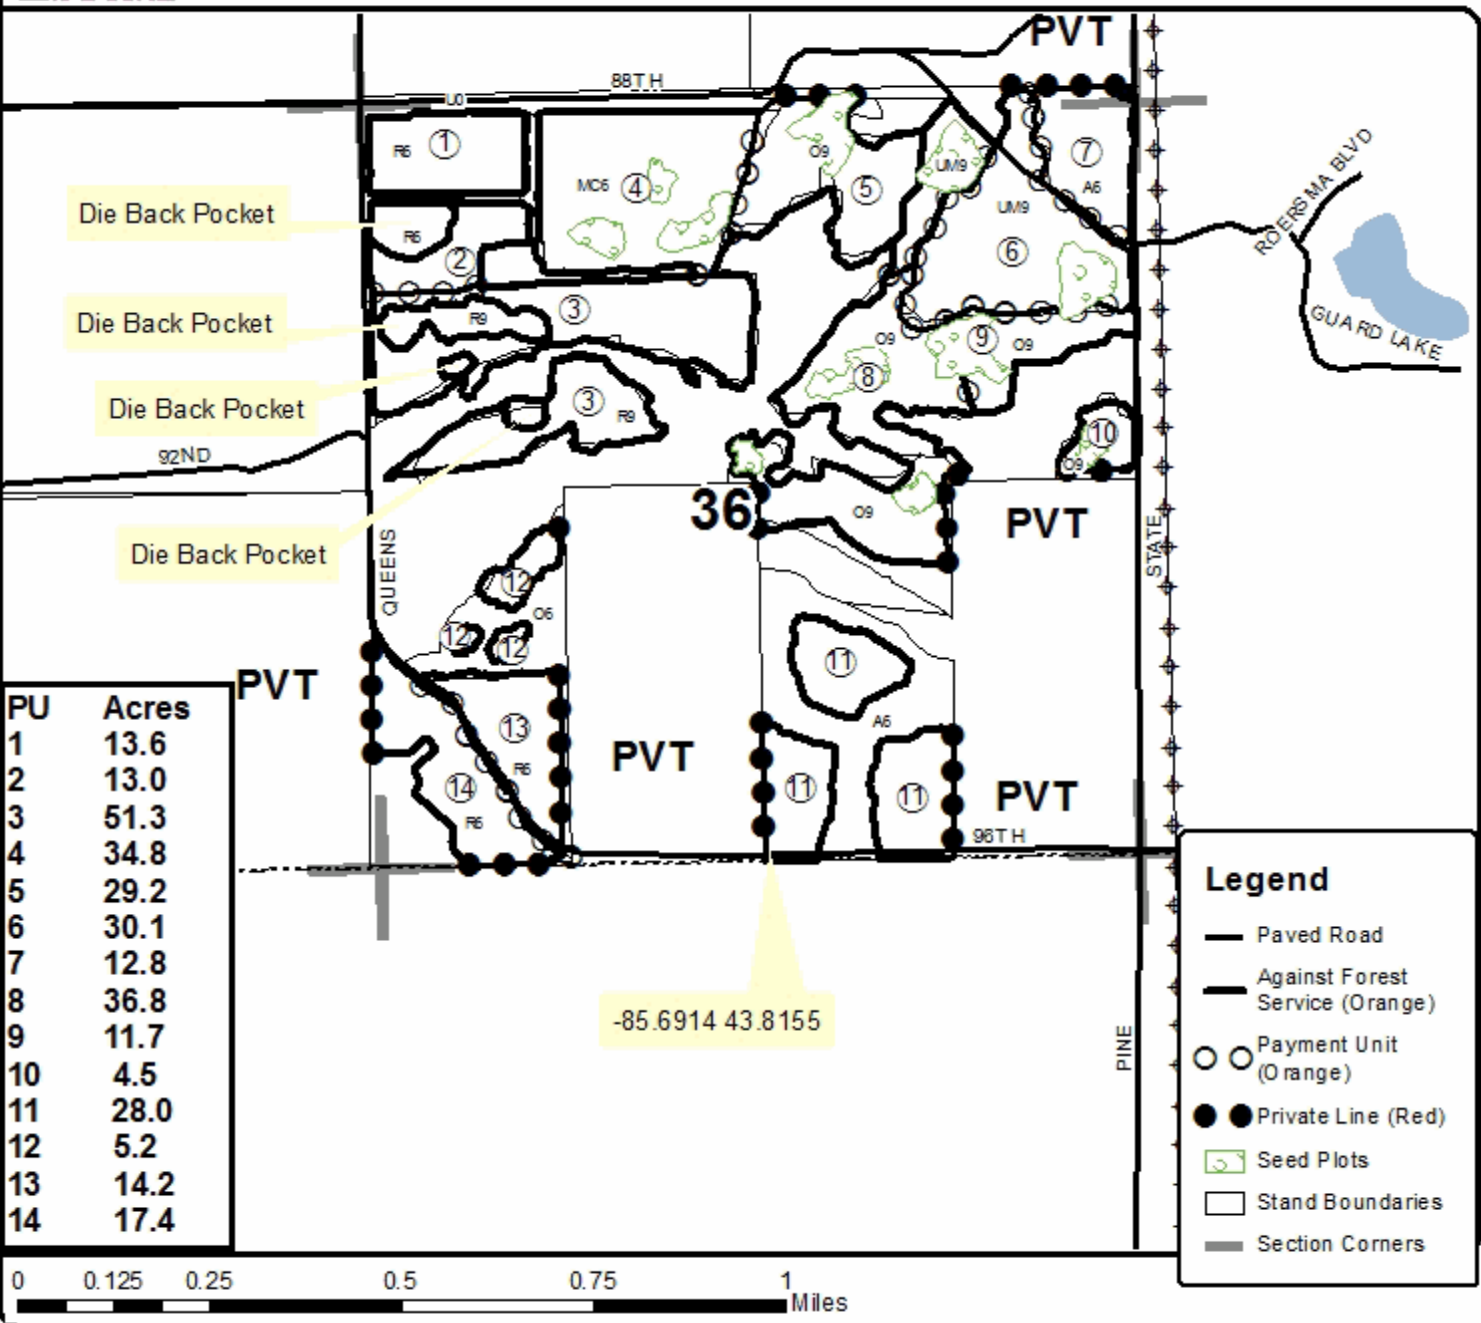 PVT
88TH
U0
R6
1
MC6
4
O9
5
UM9
7
A6
UM9
6
ROERSMA BLVD
GUARD LAKE
Die Back Pocket
R6
2
Die Back Pocket
R9
3
O9
9
O9
8
Die Back Pocket
3
R9
10
O9
92ND
36
O9
PVT
Die Back Pocket
QUEENS
STATE
12
O6
12
12
11
A6
PVT
13
R6
PVT
14
R6
11
11
PVT
96TH
PU Acres
1 13.6
2 13.0
3 51.3
4 34.8
5 29.2
6 30.1
7 12.8
8 36.8
9 11.7
10 4.5
11 28.0
12 5.2
13 14.2
14 17.4
-85.6914 43.8155
PINE
Legend
Paved Road
Against Forest
Service (Orange)
Payment Unit
(Orange)
Private Line (Red)
Seed Plots
Stand Boundaries
Section Corners
0 0.125 0.25 0.5 0.75 1
Miles